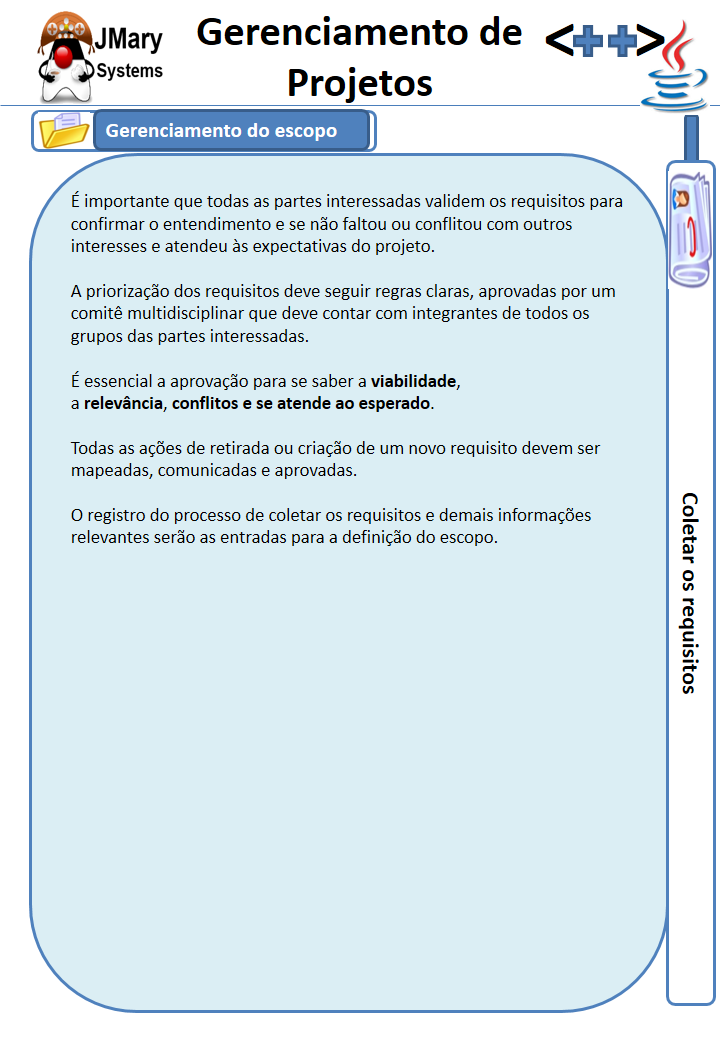 JMary
Systems
Gerenciamento de
Projetos
<++>
Gerenciamento do escopo
É importante que todas as partes interessadas validem os requisitos para
confirmar o entendimento e se não faltou ou conflitou com outros
interesses e atendeu às expectativas do projeto.
A priorização dos requisitos deve seguir regras claras, aprovadas por um
comitê multidisciplinar que deve contar com integrantes de todos os
grupos das partes interessadas.
É essencial a aprovação para se saber a viabilidade,
a relevância, conflitos e se atende ao esperado.
Todas as ações de retirada ou criação de um novo requisito devem ser
mapeadas, comunicadas e aprovadas.
O registro do processo de coletar os requisitos e demais informações
relevantes serão as entradas para a definição do escopo.
Coletar os requisitos